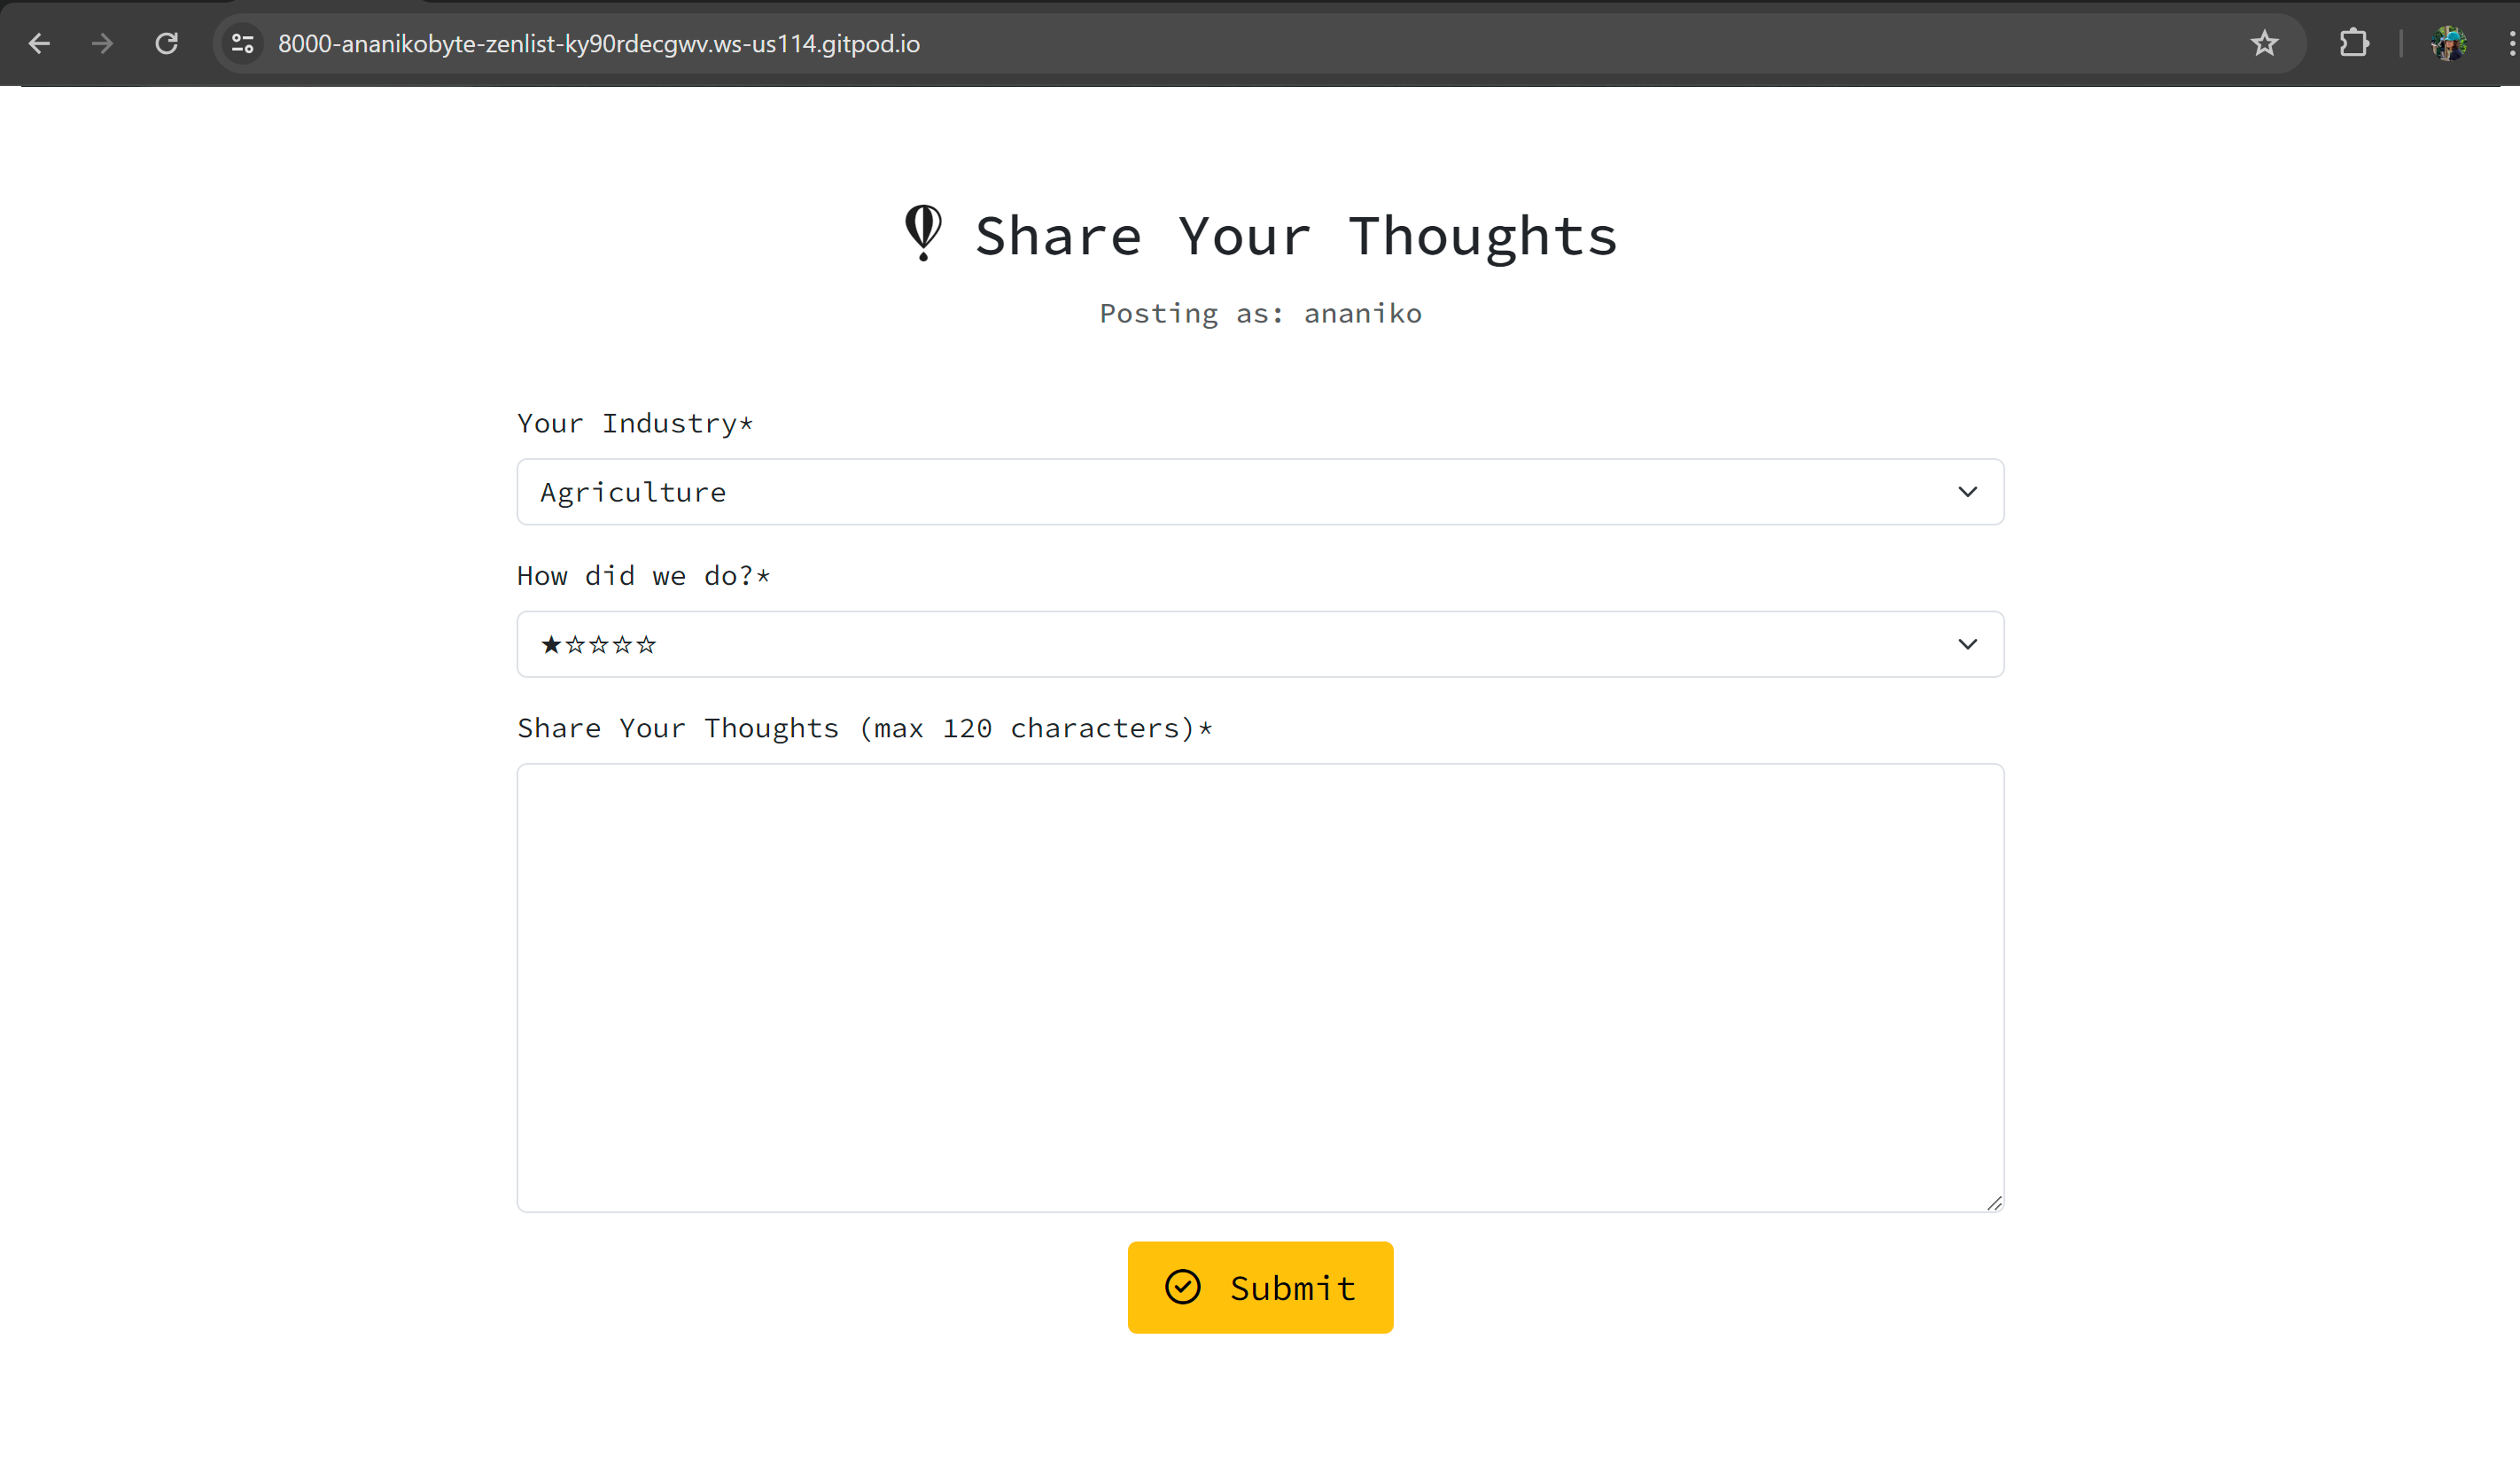 8000-ananikobyte-zenlist-ky90rdecgwv.ws-us114.gitpod.io
Share Your Thoughts
Posting as: ananiko
Your Industry*
Agriculture
How did we do?*
★☆☆☆☆
Share Your Thoughts (max 120 characters)*
Submit